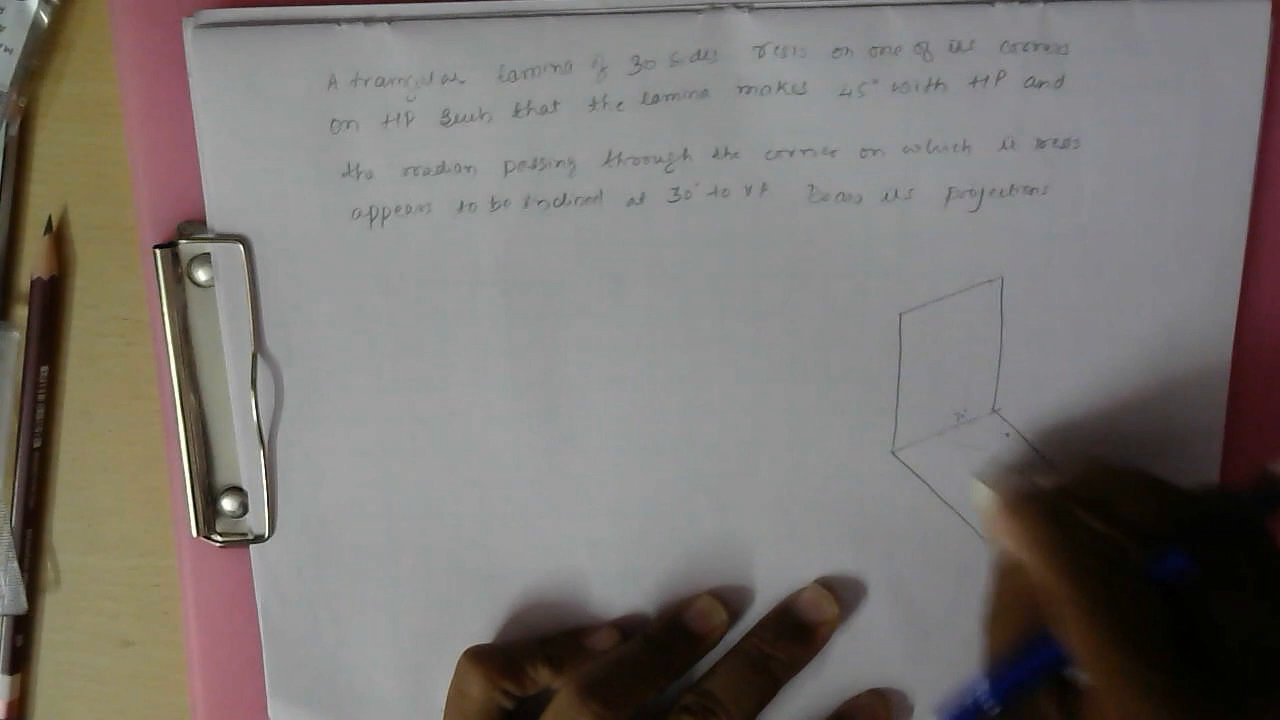 A triangular lamina of 30 sides rests on one of its corners
on HP such that the lamina makes 45° with HP and
the median passing through the corner on which it rests
appears to be inclined at 30° to VP Draw its projections